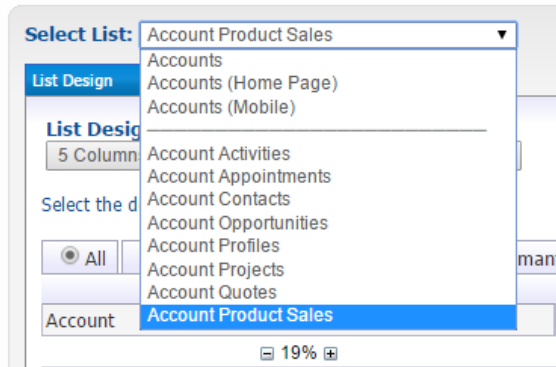 Select List: Account Product Sales
Accounts
List Design
Accounts (Home Page)
Accounts (Mobile)
List Desig
5 Column
Account Activities
Account Appointments
Select the d
Account Contacts
Account Opportunities
Account Profiles
All
man
Account Projects
Account Quotes
Account
Account Product Sales
19%